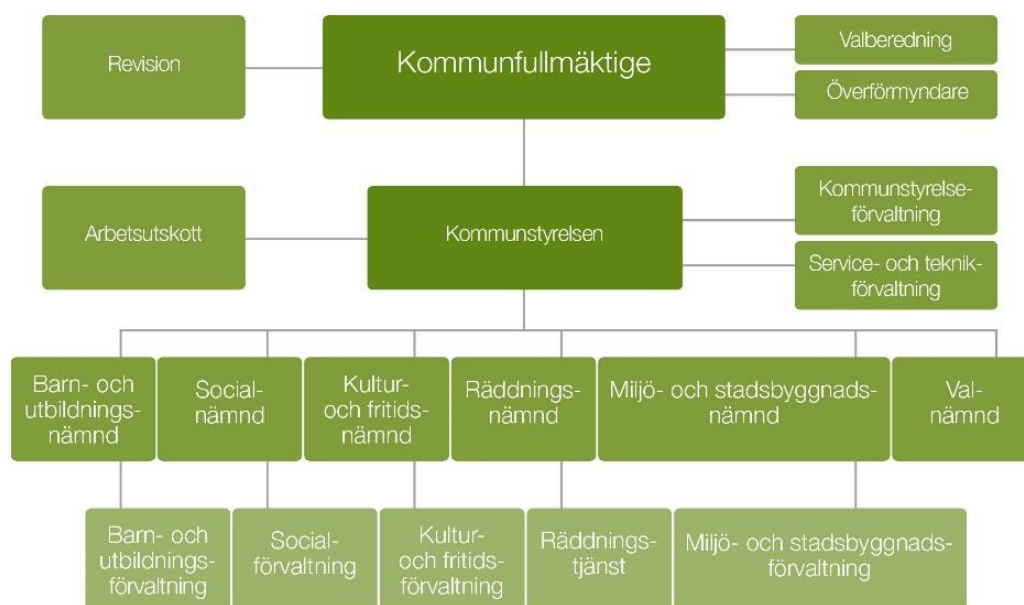 Revision
Kommunfullmäktige
Valberedning
Överförmyndare
Arbetsutskott
Kommunstyrelsen
Kommunstyrelse-
förvaltning
Service- och teknik-
förvaltning
Barn- och
utbildnings-
nämnd
Social-
nämnd
Kultur-
och fritids-
nämnd
Räddnings-
nämnd
Miljö- och stadsbyggnads-
nämnd
Val-
nämnd
Barn- och
utbildnings-
förvaltning
Social-
förvaltning
Kultur-
och fritids-
förvaltning
Räddnings-
tjänst
Miljö- och stadsbyggnads-
förvaltning